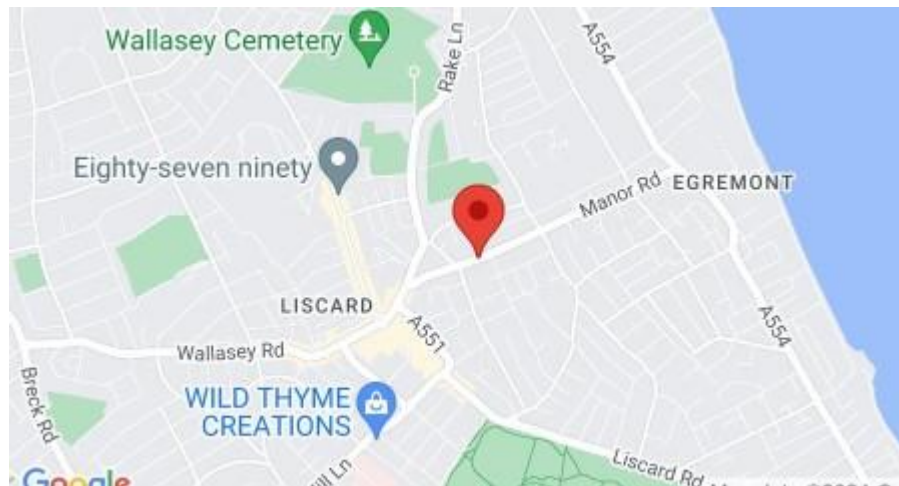 Wallasey Cemetery
A554
Rake Ln
Eighty-seven ninety
Manor Rd
EGREMONT
LISCARD
A551
A554
Wallasey Rd
Breck Rd
WILD THYME
CREATIONS
Liscard Rd
Google